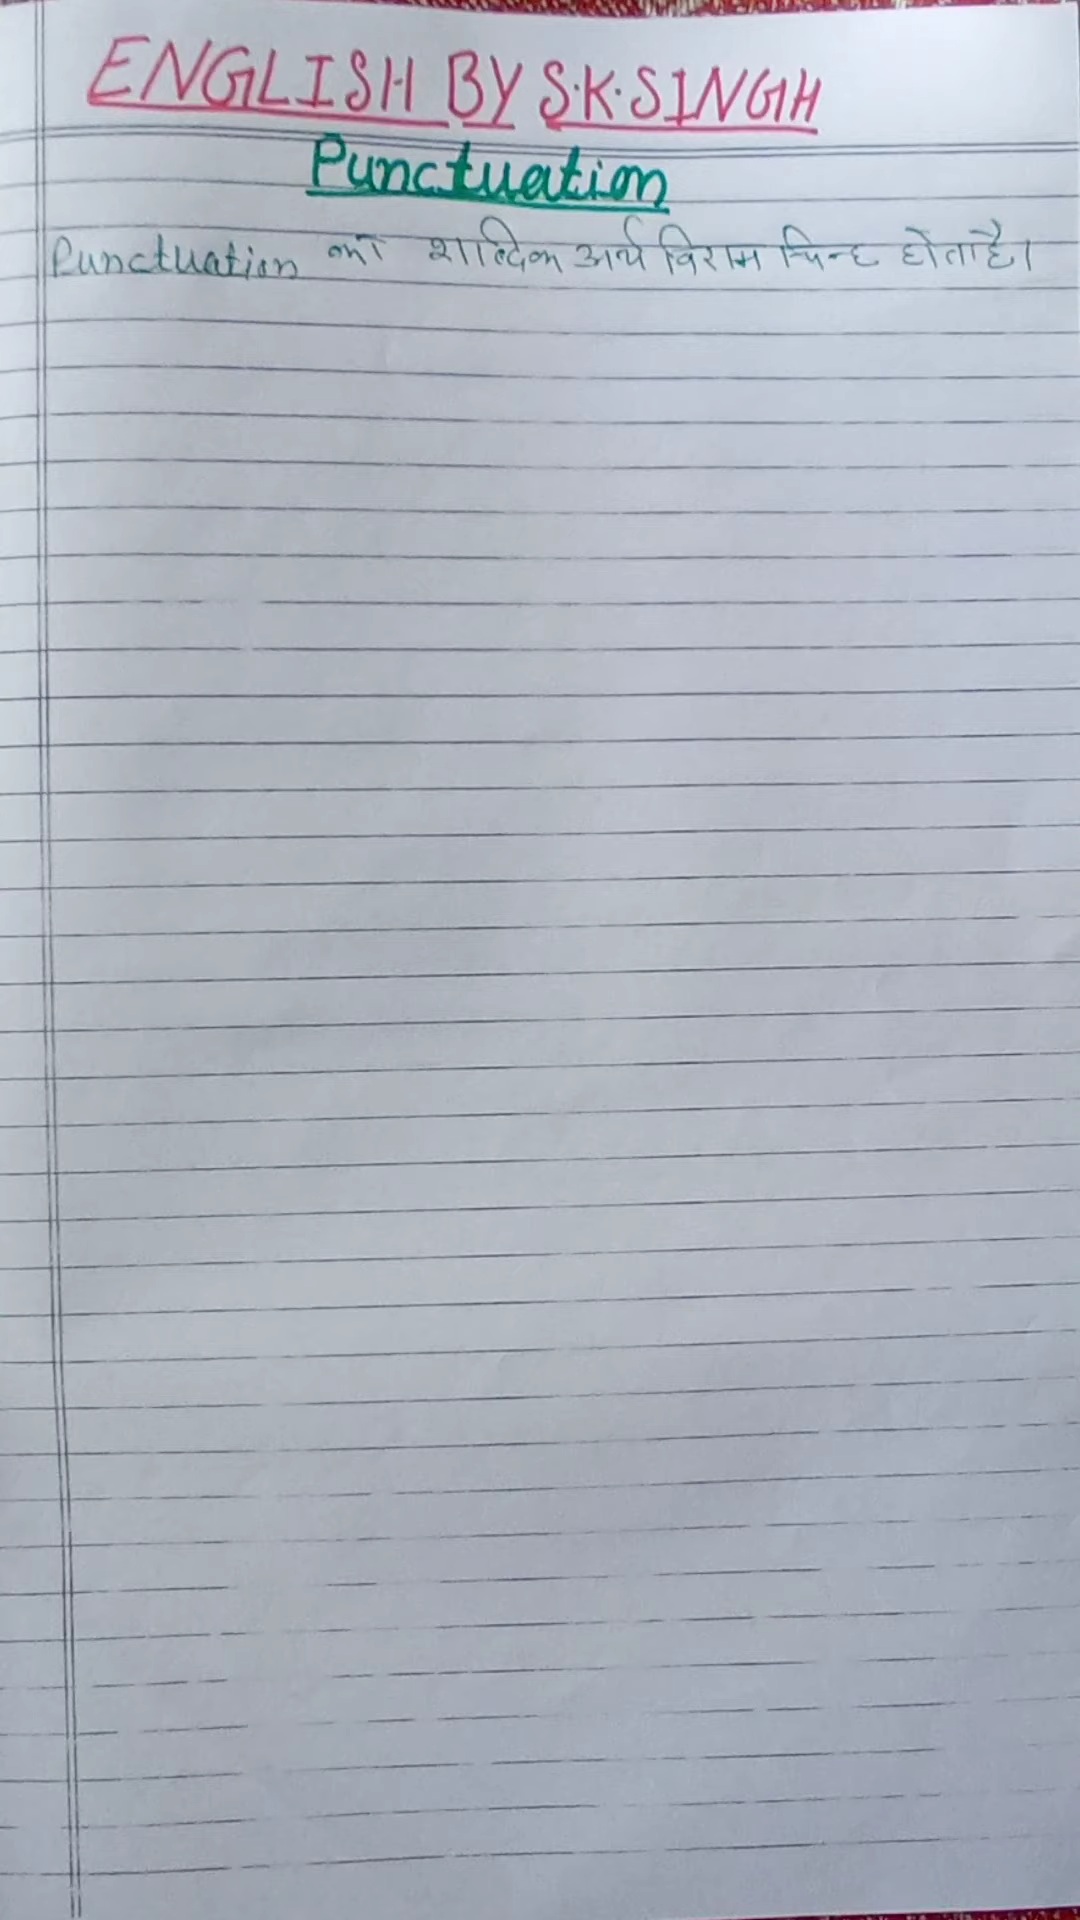 ENGLISH BY S.K.SINGH
Punctuation
Punctuation का शाब्दिक अर्थ विराम चिन्ह होता है।